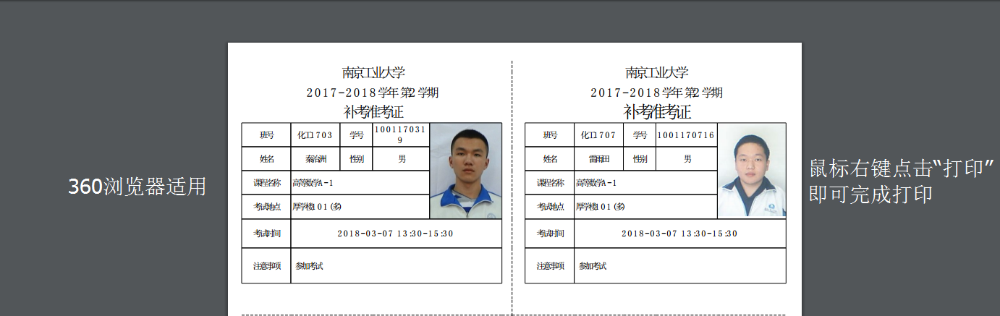 南京工业大学
2017-2018学年 第2学期
补考准考证
班号 化工1703 学号 1001170319
姓名 秦治洲 性别 男
课程名称 高等数学A-1
考试地点 厚学楼101(多)
考试时间 2018-03-07 13:30-15:30
注意事项 参加考试
南京工业大学
2017-2018学年 第2学期
补考准考证
班号 化工1707 学号 1001170716
姓名 雷雨田 性别 男
课程名称 高等数学A-1
考试地点 厚学楼101(多)
考试时间 2018-03-07 13:30-15:30
注意事项 参加考试
360浏览器适用
鼠标右键点击“打印”
即可完成打印